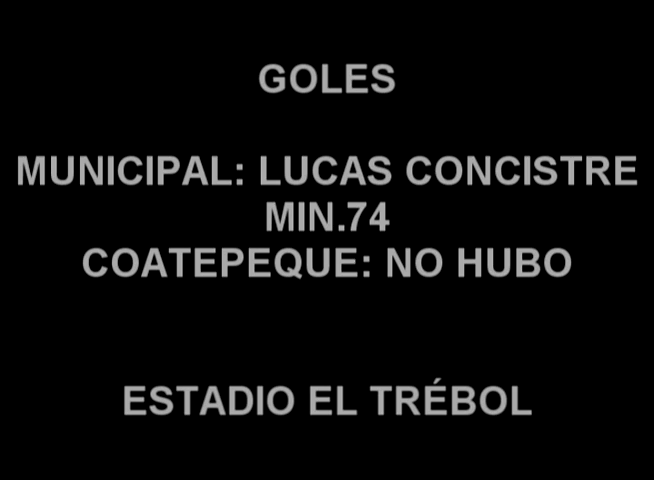 GOLES
MUNICIPAL: LUCAS CONCISTRE
MIN.74
COATEPEQUE: NO HUBO
ESTADIO EL TRÉBOL